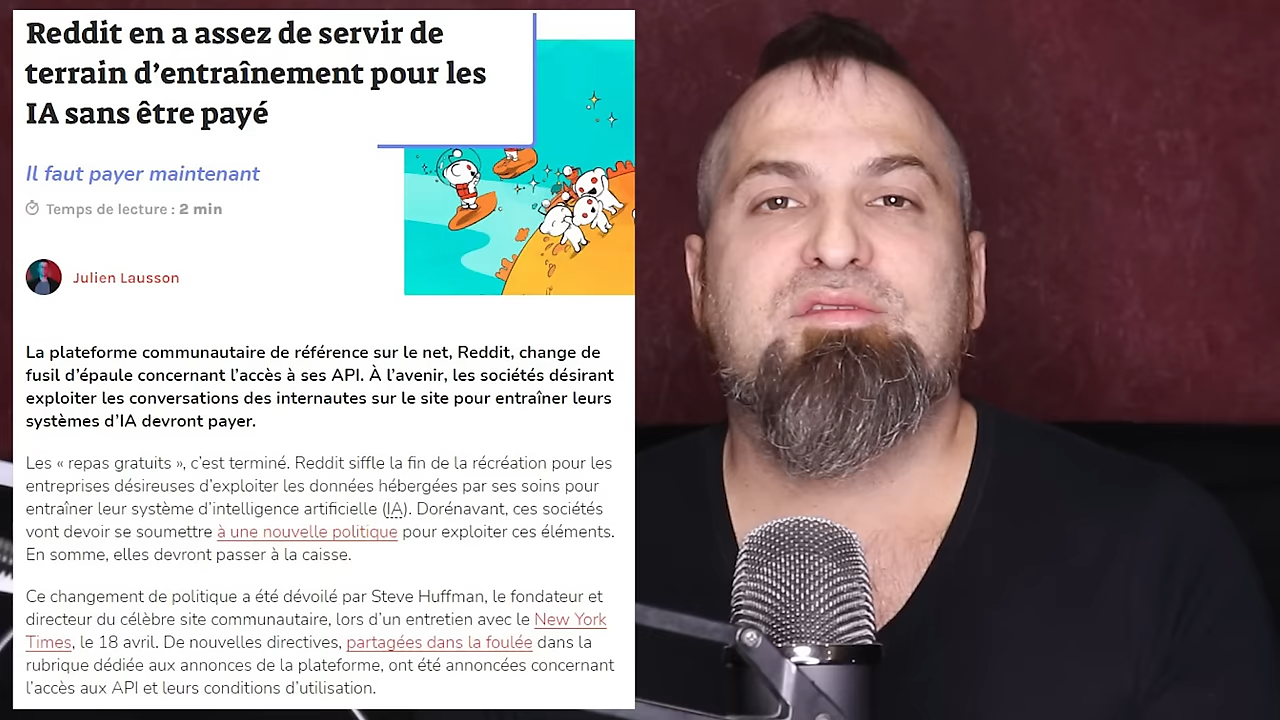 Reddit en a assez de servir de
terrain d’entraînement pour les
IA sans être payé
Il faut payer maintenant
Temps de lecture : 2 min
Julien Lausson
La plateforme communautaire de référence sur le net, Reddit, change de
fusil d’épaule concernant l’accès à ses API. À l’avenir, les sociétés désirant
exploiter les conversations des internautes sur le site pour entraîner leurs
systèmes d’IA devront payer.
Les « repas gratuits », c’est terminé. Reddit siffle la fin de la récréation pour les
entreprises désireuses d’exploiter les données hébergées par ses soins pour
entraîner leur système d’intelligence artificielle (IA). Dorénavant, ces sociétés
vont devoir se soumettre à une nouvelle politique pour exploiter ces éléments.
En somme, elles devront passer à la caisse.
Ce changement de politique a été dévoilé par Steve Huffman, le fondateur et
directeur du célèbre site communautaire, lors d’un entretien avec le New York
Times, le 18 avril. De nouvelles directives, partagées dans la foulée dans la
rubrique dédiée aux annonces de la plateforme, ont été annoncées concernant
l’accès aux API et leurs conditions d’utilisation.